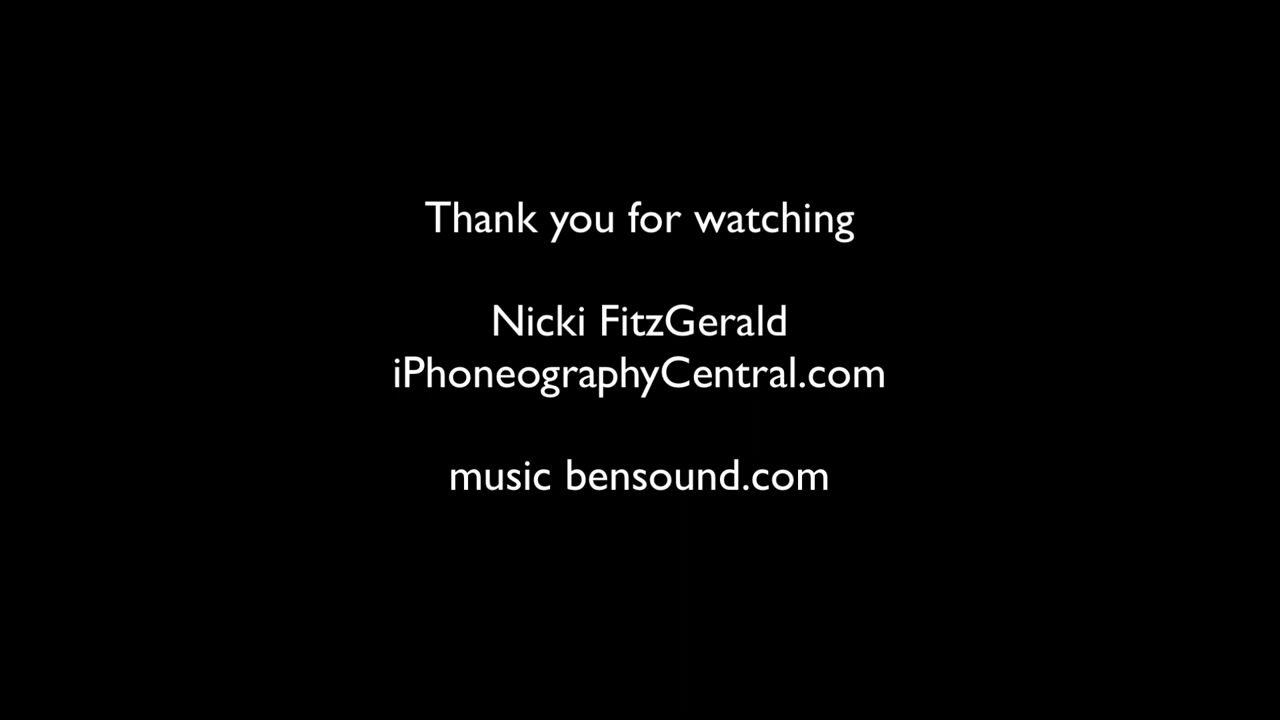 Thank you for watching
Nicki FitzGerald
iPhoneographyCentral.com
music bensound.com